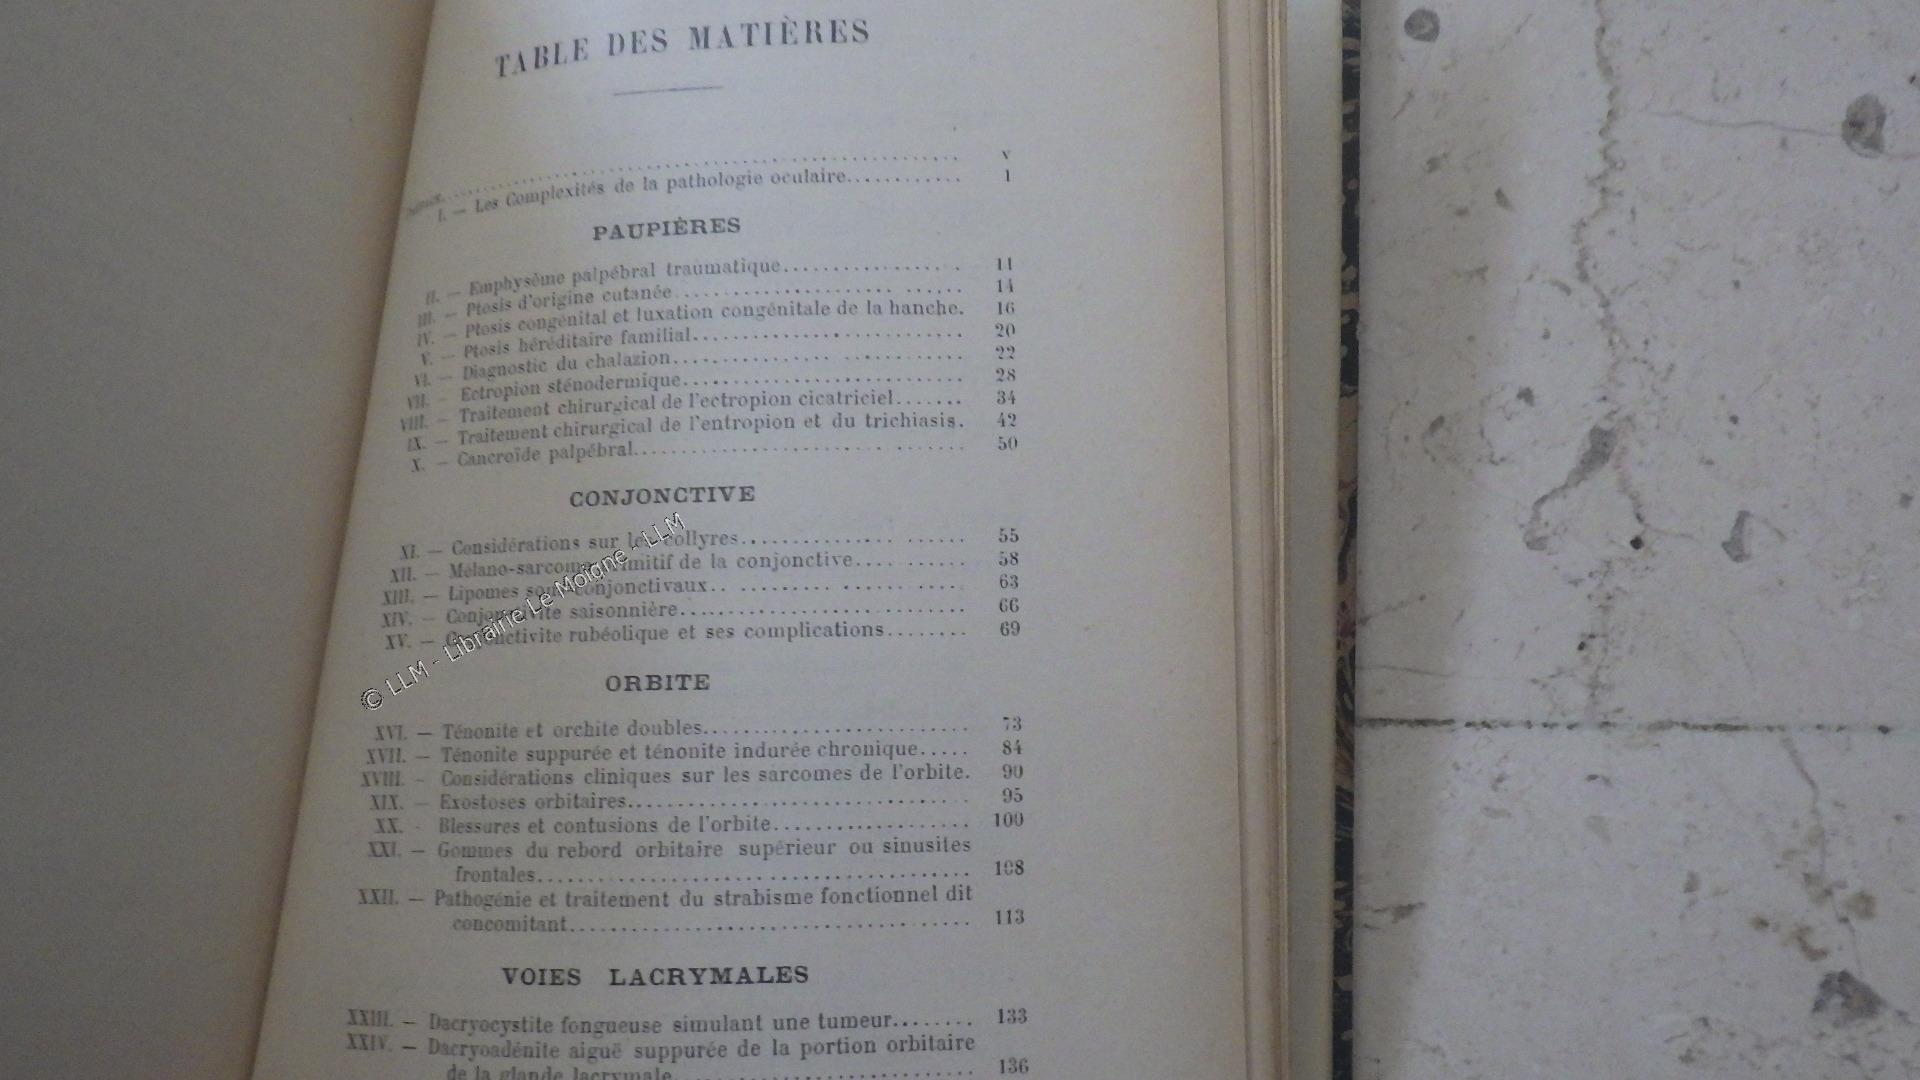 TABLE DES MATIÈRES
........................................ v
I. — Les Complexités de la pathologie oculaire............ 1
PAUPIÈRES
II. — Emphysème palpébral traumatique.................. 11
III. — Ptosis d'origine cutanée............................ 14
IV. — Ptosis congénital et luxation congénitale de la hanche. 16
V. — Ptosis héréditaire familial........................... 20
VI. — Diagnostic du chalazion............................ 22
VII. — Ectropion sténodermique........................... 28
VIII. — Traitement chirurgical de l'ectropion cicatriciel....... 34
IX. — Traitement chirurgical de l'entropion et du trichiasis. 42
X. — Cancroïde palpébral................................ 50
CONJONCTIVE
XI. — Considérations sur les collyres...................... 55
XII. — Mélano-sarcome primitif de la conjonctive........... 58
XIII. — Lipomes sous-conjonctivaux........................ 63
XIV. — Conjonctivite saisonnière........................... 66
XV. — Conjonctivite rubéolique et ses complications........ 69
ORBITE
XVI. — Ténonite et orchite doubles.......................... 73
XVII. — Ténonite suppurée et ténonite indurée chronique..... 84
XVIII. — Considérations cliniques sur les sarcomes de l'orbite. 90
XIX. — Exostoses orbitaires................................. 95
XX. — Blessures et contusions de l'orbite................... 100
XXI. — Gommes du rebord orbitaire supérieur ou sinusites
frontales.......................................... 108
XXII. — Pathogénie et traitement du strabisme fonctionnel dit
concomitant....................................... 113
VOIES LACRYMALES
XXIII. — Dacryocystite fongueuse simulant une tumeur........ 133
XXIV. — Dacryoadénite aiguë suppurée de la portion orbitaire
de la glande lacrymale............................. 136
© LLM - Librairie Le Moigne - LLM